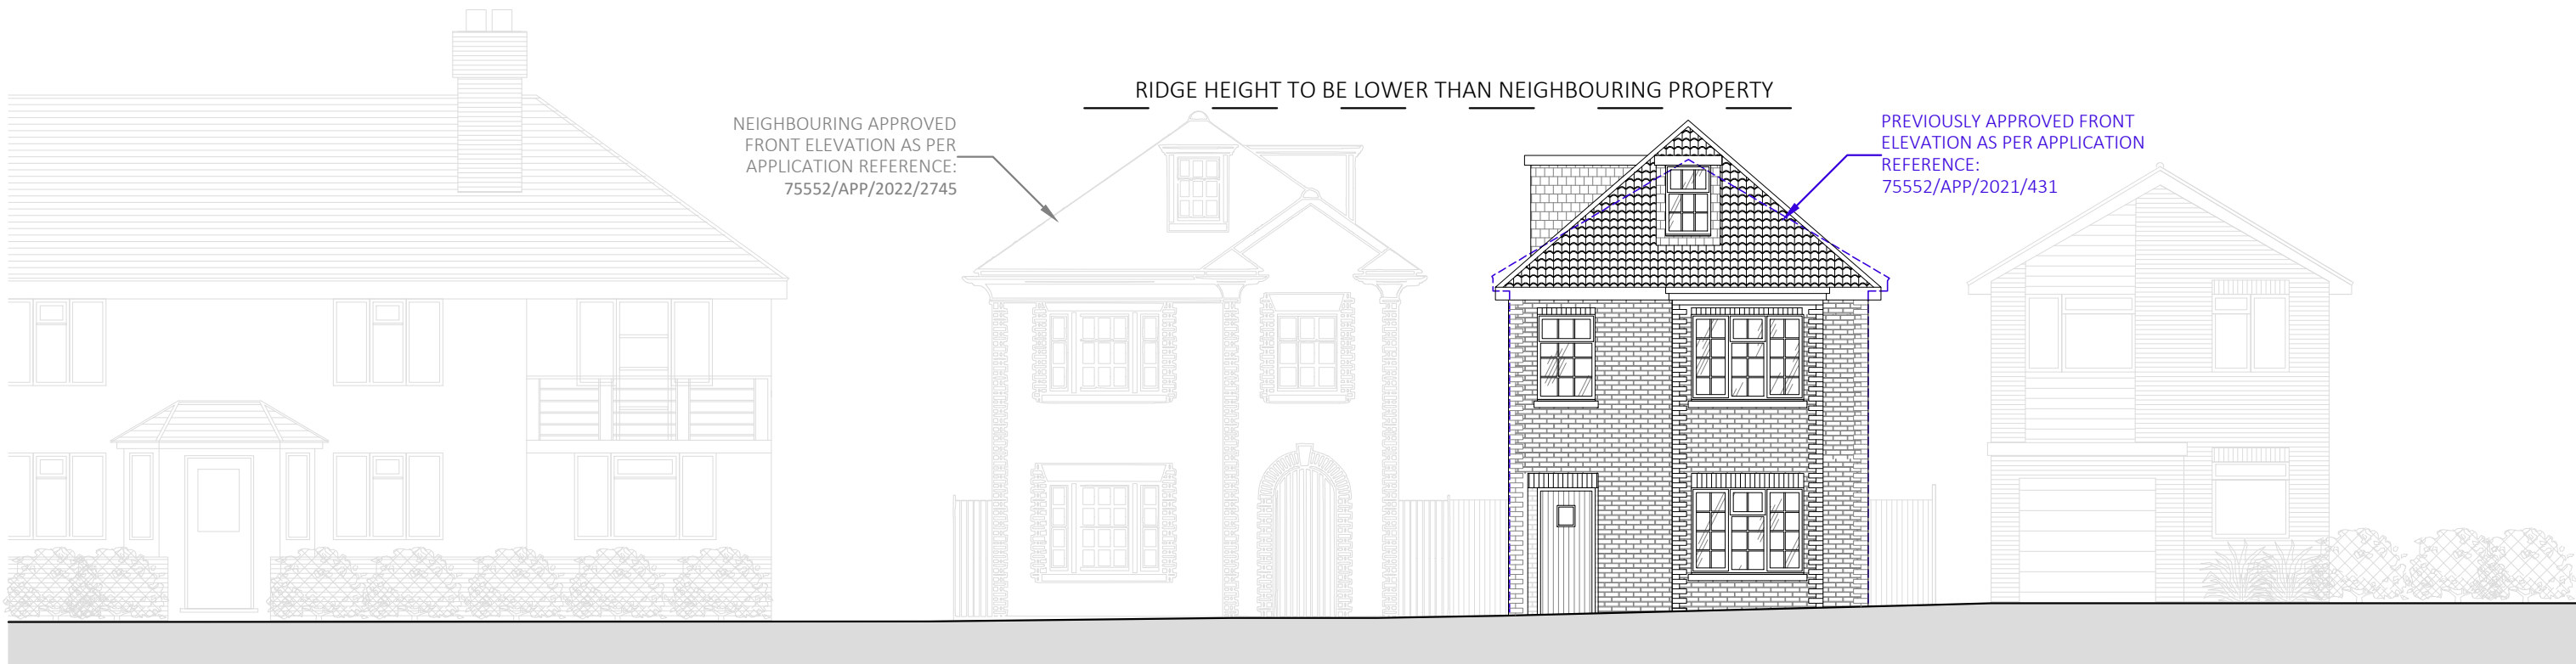 RIDGE HEIGHT TO BE LOWER THAN NEIGHBOURING PROPERTY
NEIGHBOURING APPROVED
FRONT ELEVATION AS PER
APPLICATION REFERENCE:
75552/APP/2022/2745
PREVIOUSLY APPROVED FRONT
ELEVATION AS PER APPLICATION
REFERENCE:
75552/APP/2021/431